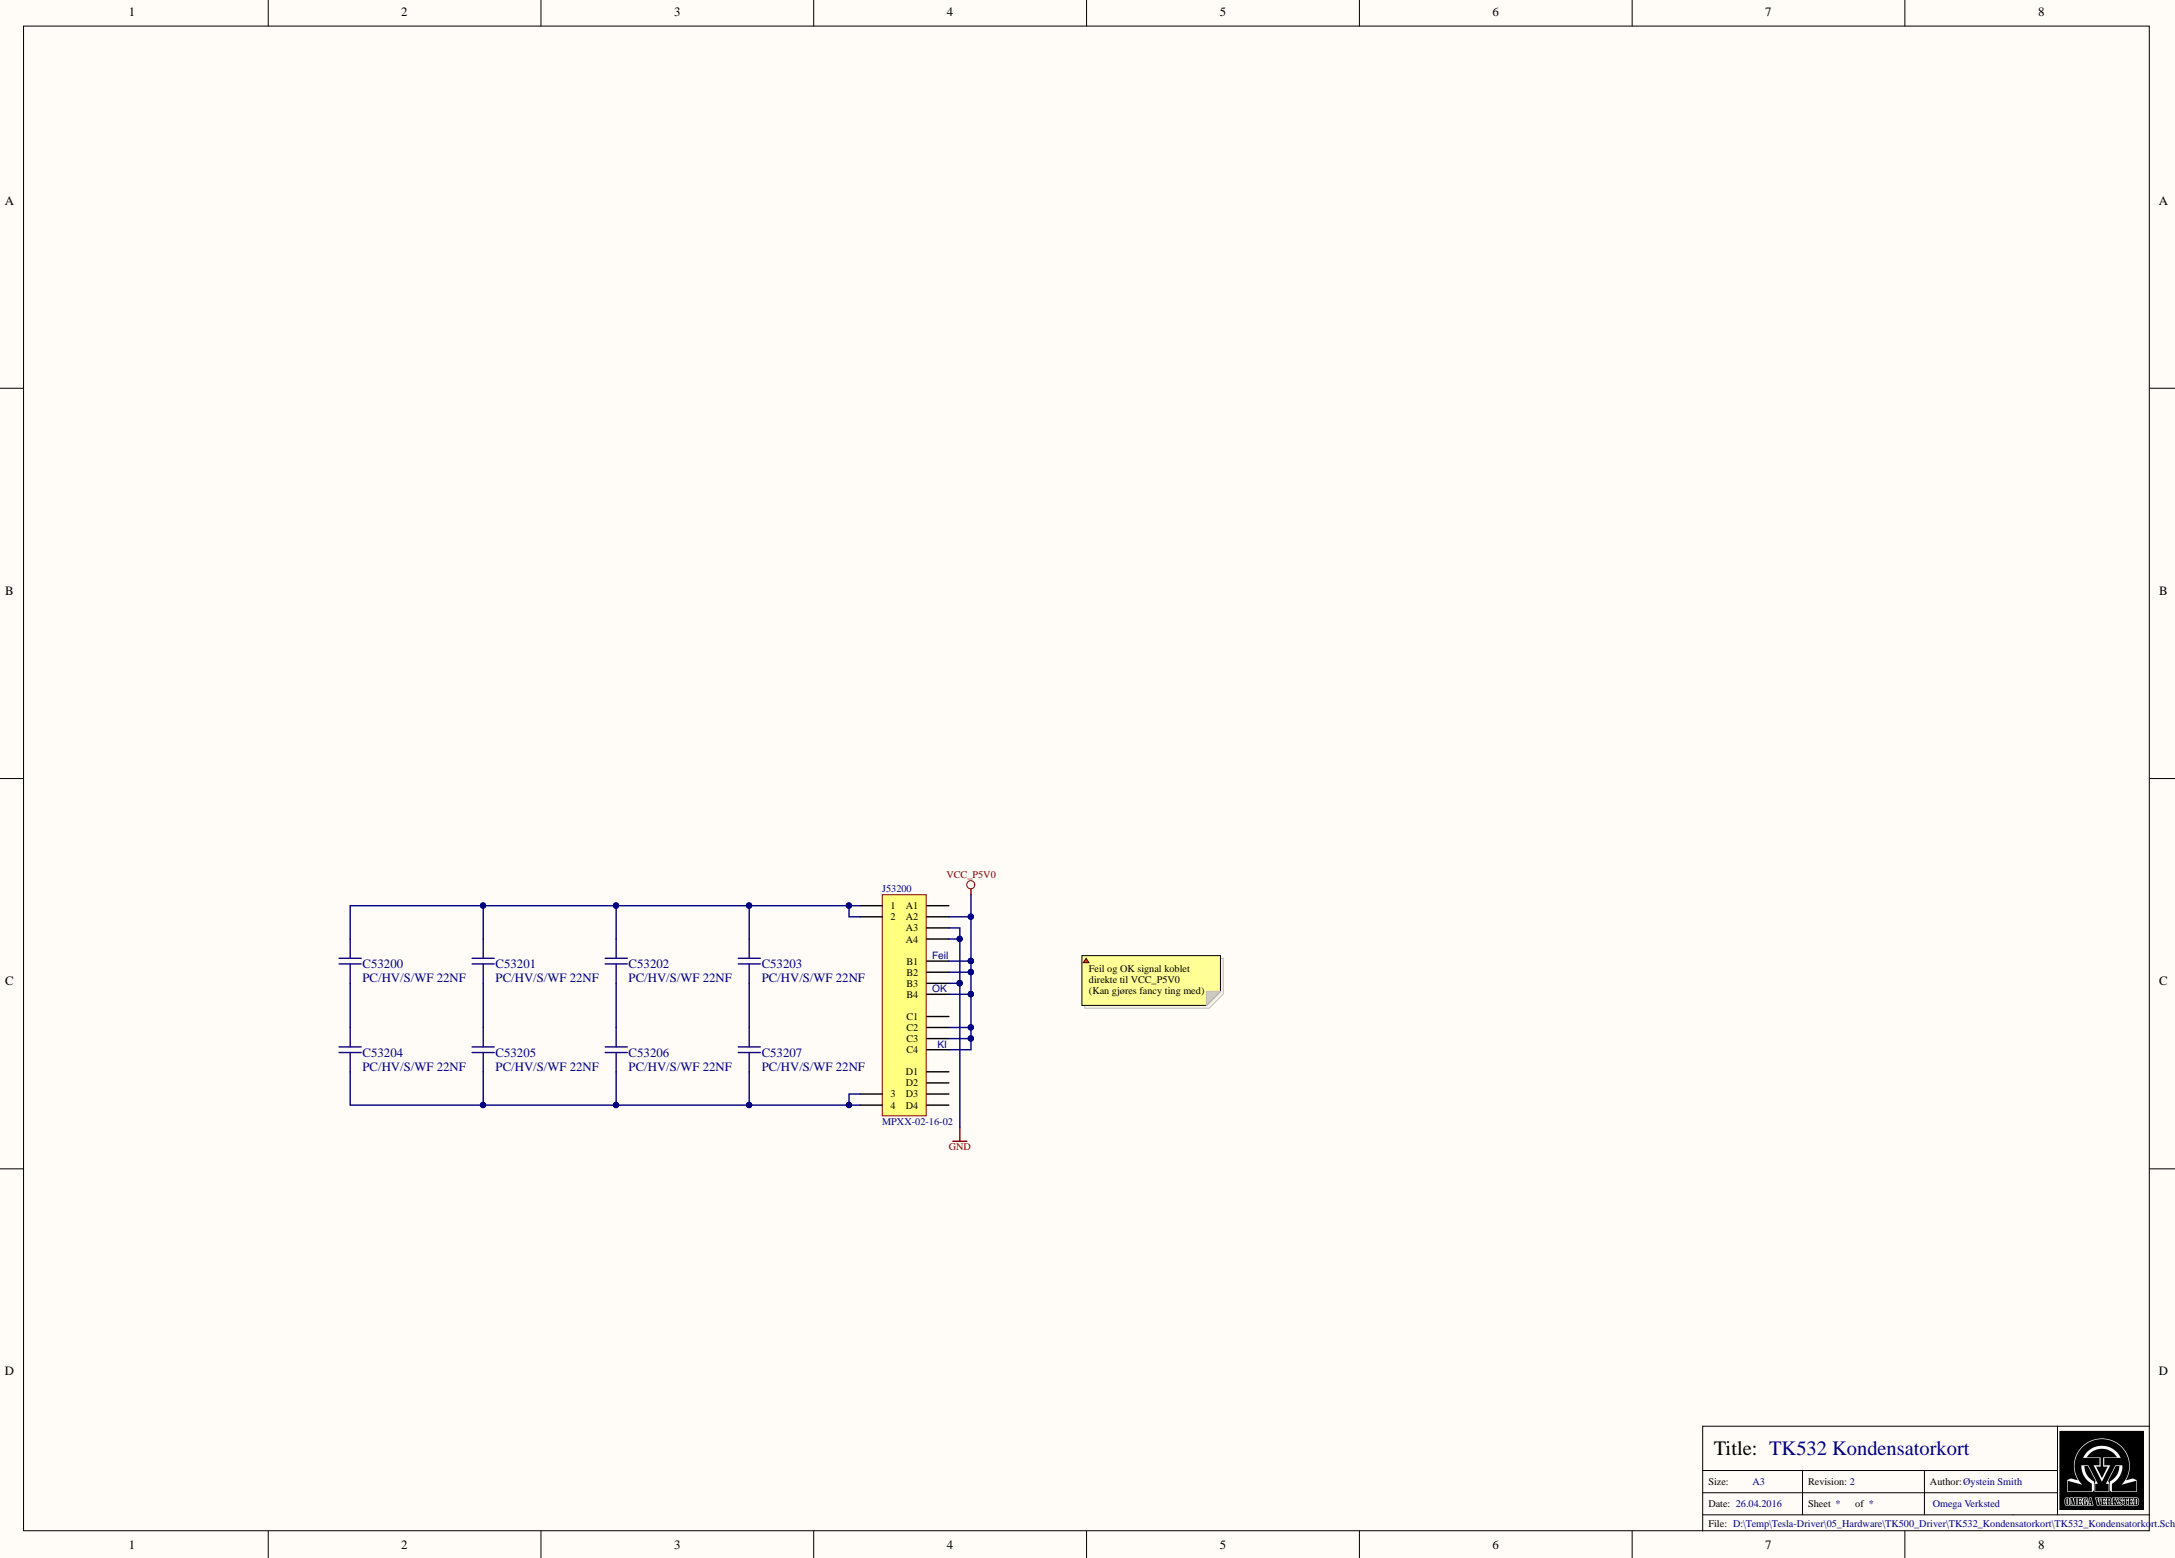 1 2 3 4 5 6 7 8
A A
B B
VCC_P5V0
J53200
1 A1
2 A2
A3
A4
Feil
B1
B2
B3
OK
B4
C1
C2
C3
KI
C4
D1
D2
3 D3
4 D4
MPXX-02-16-02
GND
C53200 C53201 C53202 C53203
PC/HV/S/WF 22NF PC/HV/S/WF 22NF PC/HV/S/WF 22NF PC/HV/S/WF 22NF
C53204 C53205 C53206 C53207
PC/HV/S/WF 22NF PC/HV/S/WF 22NF PC/HV/S/WF 22NF PC/HV/S/WF 22NF
Feil og OK signal koblet
direkte til VCC_P5V0
(Kan gjøres fancy ting med)
C C
D D
Title: TK532 Kondensatorkort
Size: A3 Revision: 2 Author: Øystein Smith
Date: 26.04.2016 Sheet * of * Omega Verksted
OMEGA VERKSTED
File: D:\Temp\Tesla-Driver\05_Hardware\TK500_Driver\TK532_Kondensatorkort\TK532_Kondensatorkort.Sch
1 2 3 4 5 6 7 8